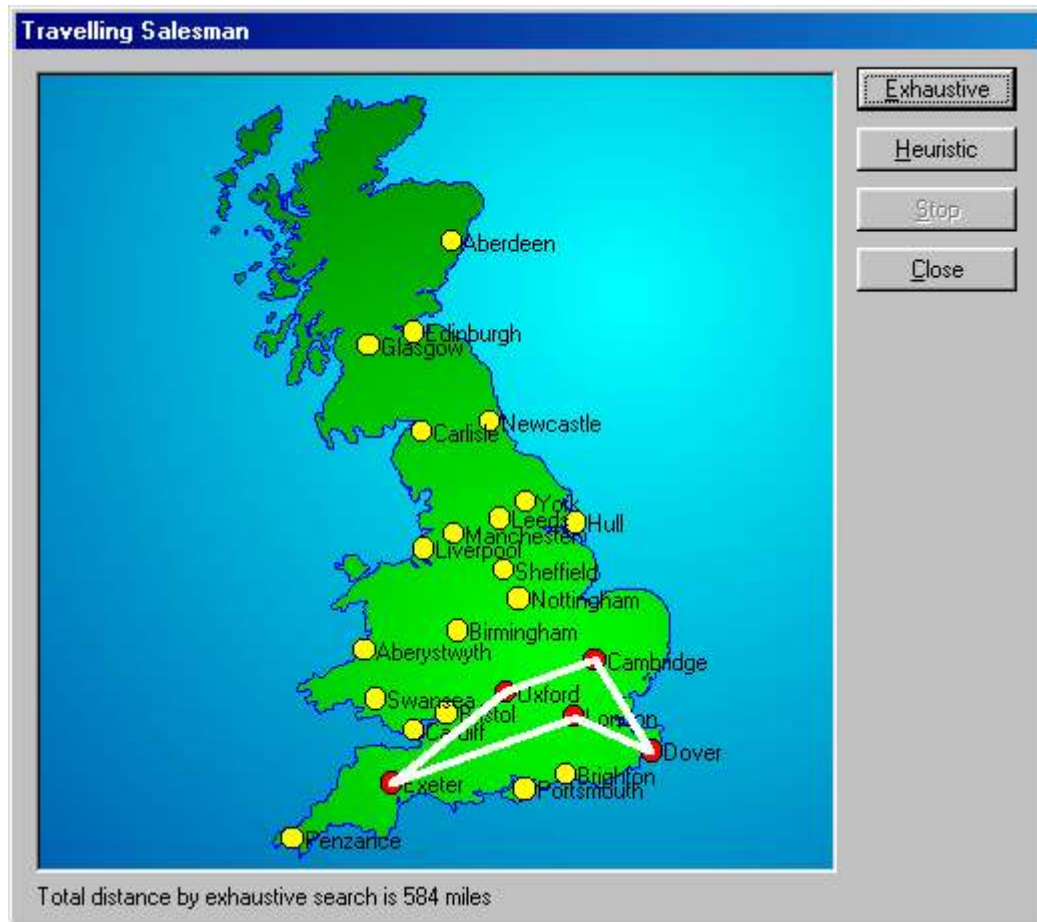 Travelling Salesman
Exhaustive
Heuristic
Stop
Close
Aberdeen
Edinburgh
Glasgow
Newcastle
Carlisle
York
Leeds
Hull
Manchester
Liverpool
Sheffield
Nottingham
Birmingham
Aberystwyth
Cambridge
Oxford
Swansea
Bristol
London
Cardiff
Dover
Brighton
Exeter
Portsmouth
Penzance
Total distance by exhaustive search is 584 miles